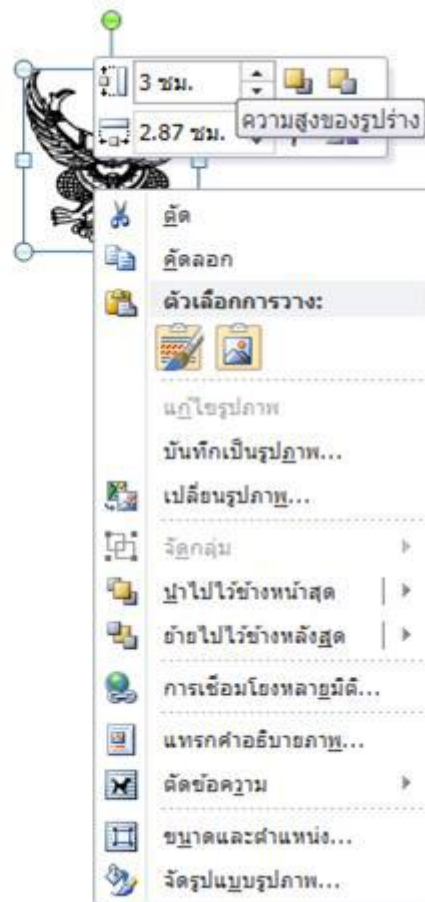 3 ซม.
ความสูงของรูปร่าง
2.87 ซม.
ตัด
คัดลอก
ตัวเลือกการวาง:
แก้ไขรูปภาพ
บันทึกเป็นรูปภาพ...
เปลี่ยนรูปภาพ...
จัดกลุ่ม
นำไปไว้ข้างหน้าสุด
ย้ายไปไว้ข้างหลังสุด
การเชื่อมโยงหลายมิติ...
แทรกคำอธิบายภาพ...
ตัดข้อความ
ขนาดและตำแหน่ง...
จัดรูปแบบรูปภาพ...